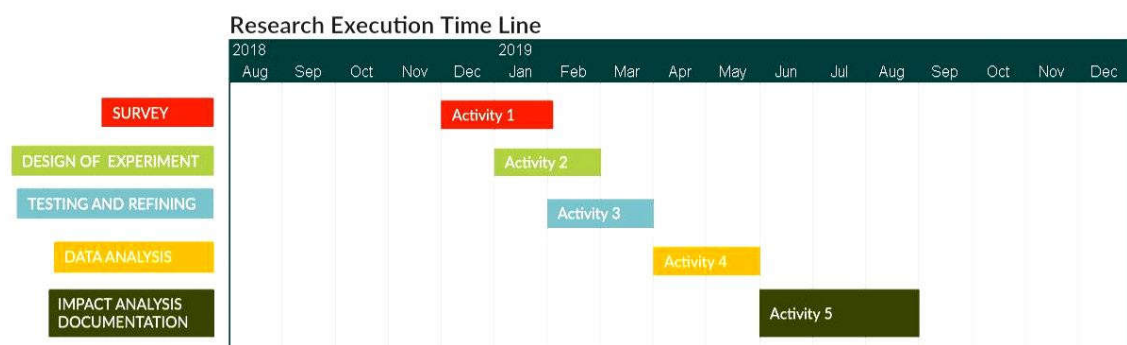 Research Execution Time Line
2018 2019
Aug Sep Oct Nov Dec Jan Feb Mar Apr May Jun Jul Aug Sep Oct Nov Dec
SURVEY Activity 1
DESIGN OF EXPERIMENT Activity 2
TESTING AND REFINING Activity 3
DATA ANALYSIS Activity 4
IMPACT ANALYSIS
DOCUMENTATION Activity 5